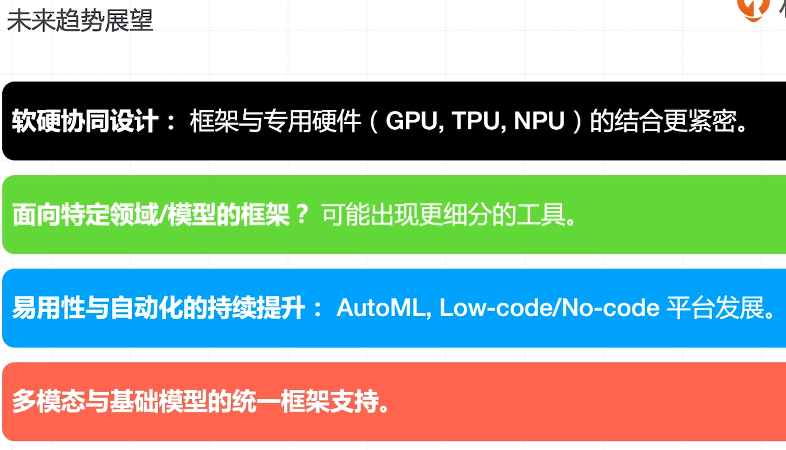 未来趋势展望
软硬协同设计： 框架与专用硬件（GPU, TPU, NPU）的结合更紧密。
面向特定领域/模型的框架？ 可能出现更细分的工具。
易用性与自动化的持续提升： AutoML, Low-code/No-code 平台发展。
多模态与基础模型的统一框架支持。